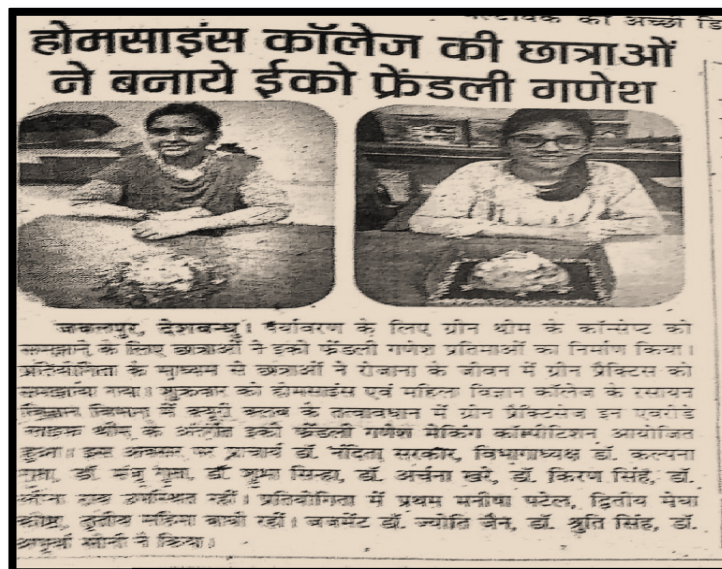 की अच्छी
होमसाइंस कॉलेज की छात्राओं
ने बनाये ईको फ्रेंडली गणेश
जबलपुर, देशबन्धु। पर्यावरण के लिए ग्रीन थीम के कॉन्सेप्ट को
समझाने के लिए छात्राओं ने इको फ्रेंडली गणेश प्रतिमाओं का निर्माण किया।
प्रतियोगिता के माध्यम से छात्राओं ने रोजाना के जीवन में ग्रीन प्रैक्टिस को
समझाया गया। शुक्रवार को होमसाइंस एवं महिला विज्ञान कॉलेज के रसायन
विज्ञान विभाग में क्यूरी क्लब के तत्वावधान में ग्रीन प्रैक्टिसेज इन एवरीडे
लाइफ थीम के अंतर्गत इको फ्रेंडली गणेश मेकिंग कॉम्पीटिशन आयोजित
हुआ। इस अवसर पर प्राचार्य डॉ. नंदिता सरकार, विभागाध्यक्ष डॉ. कल्पना
गुप्ता, डॉ. मंजू गुप्ता, डॉ. शुभा सिन्हा, डॉ. अर्चना खरे, डॉ. किरण सिंह, डॉ.
उपस्थित रहीं। प्रतियोगिता में प्रथम मनीषा पटेल, द्वितीय मेघा
तृतीय महिमा रहीं। जजमेंट डॉ. ज्योति जैन, डॉ. श्रुति सिंह, डॉ.
सोनी ने किया।